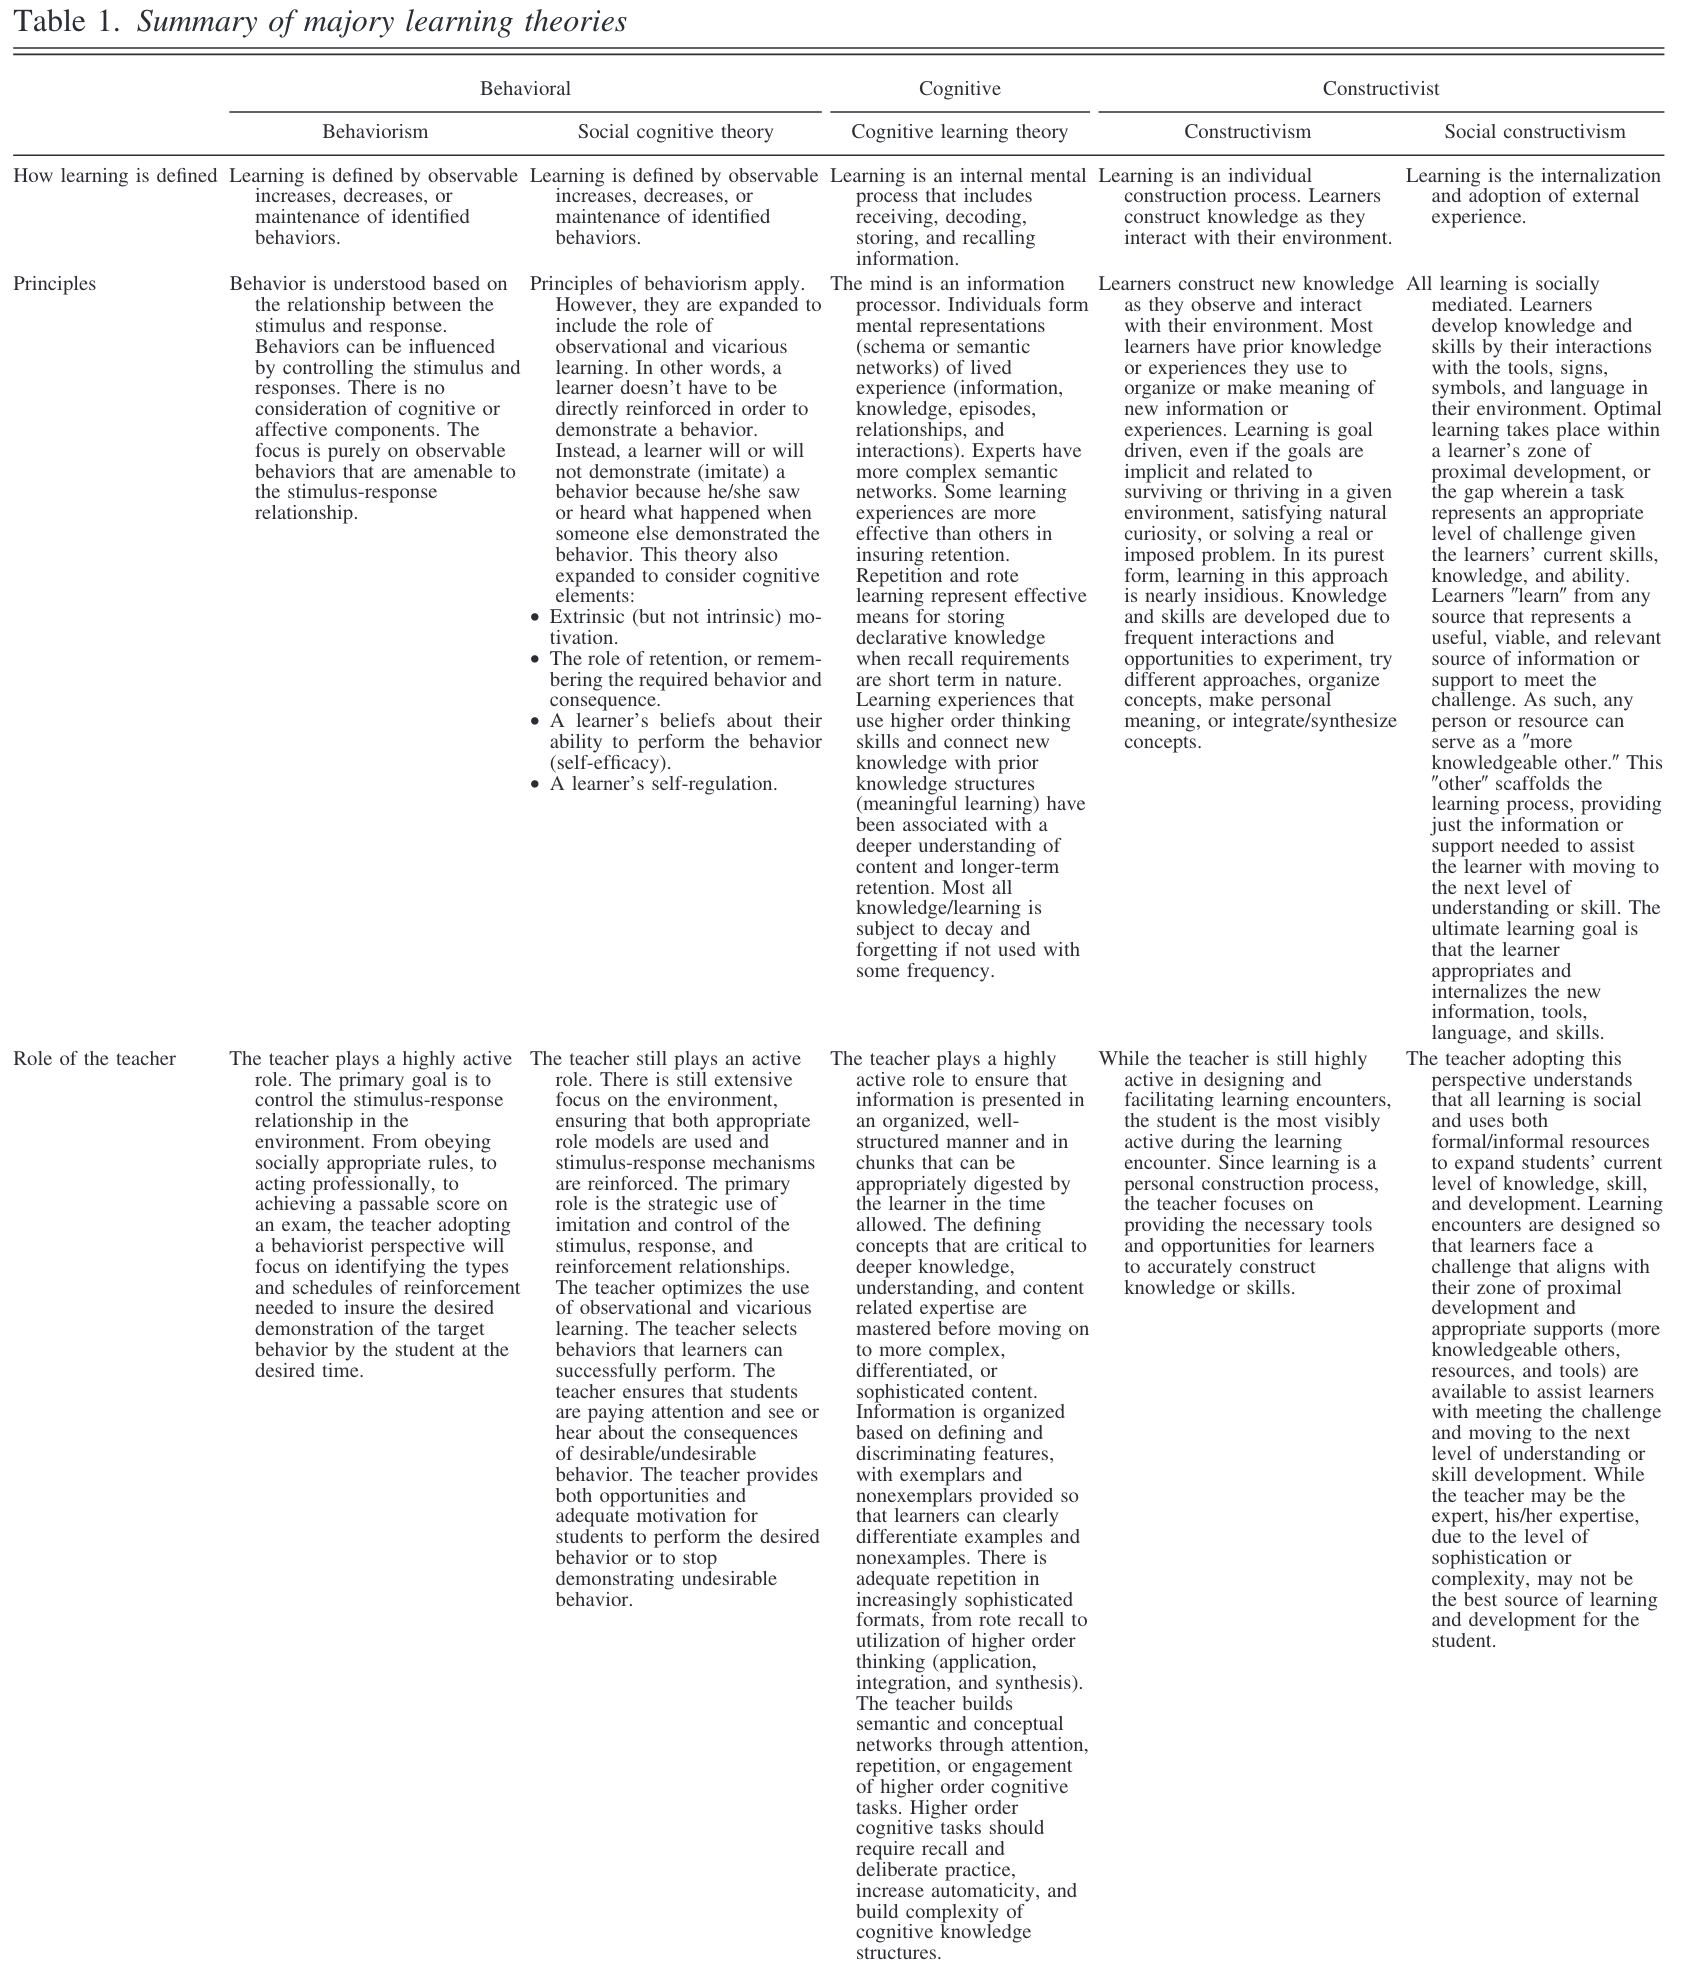 Table 1. Summary of majory learning theories
Behavioral
Cognitive
Constructivist
Behaviorism
Social cognitive theory
Cognitive learning theory
Constructivism
Social constructivism
How learning is defined
Learning is defined by observable
increases, decreases, or
maintenance of identified
behaviors.
Learning is defined by observable
increases, decreases, or
maintenance of identified
behaviors.
Learning is an internal mental
process that includes
receiving, decoding,
storing, and recalling
information.
Learning is an individual
construction process. Learners
construct knowledge as they
interact with their environment.
Learning is the internalization
and adoption of external
experience.
Principles
Behavior is understood based on
the relationship between the
stimulus and response.
Behaviors can be influenced
by controlling the stimulus and
responses. There is no
consideration of cognitive or
affective components. The
focus is purely on observable
behaviors that are amenable to
the stimulus-response
relationship.
Principles of behaviorism apply.
However, they are expanded to
include the role of
observational and vicarious
learning. In other words, a
learner doesn't have to be
directly reinforced in order to
demonstrate a behavior.
Instead, a learner will or will
not demonstrate (imitate) a
behavior because he/she saw
or heard what happened when
someone else demonstrated the
behavior. This theory also
expanded to consider cognitive
elements:
• Extrinsic (but not intrinsic) mo-
tivation.
• The role of retention, or remem-
bering the required behavior and
consequence.
• A learner's beliefs about their
ability to perform the behavior
(self-efficacy).
• A learner's self-regulation.
The mind is an information
processor. Individuals form
mental representations
(schema or semantic
networks) of lived
experience (information,
knowledge, episodes,
relationships, and
interactions). Experts have
more complex semantic
networks. Some learning
experiences are more
effective than others in
insuring retention.
Repetition and rote
learning represent effective
means for storing
declarative knowledge
when recall requirements
are short term in nature.
Learning experiences that
use higher order thinking
skills and connect new
knowledge with prior
knowledge structures
(meaningful learning) have
been associated with a
deeper understanding of
content and longer-term
retention. Most all
knowledge/learning is
subject to decay and
forgetting if not used with
some frequency.
Learners construct new knowledge
as they observe and interact
with their environment. Most
learners have prior knowledge
or experiences they use to
organize or make meaning of
new information or
experiences. Learning is goal
driven, even if the goals are
implicit and related to
surviving or thriving in a given
environment, satisfying natural
curiosity, or solving a real or
imposed problem. In its purest
form, learning in this approach
is nearly insidious. Knowledge
and skills are developed due to
frequent interactions and
opportunities to experiment, try
different approaches, organize
concepts, make personal
meaning, or integrate/synthesize
concepts.
All learning is socially
mediated. Learners
develop knowledge and
skills by their interactions
with the tools, signs,
symbols, and language in
their environment. Optimal
learning takes place within
a learner's zone of
proximal development, or
the gap wherein a task
represents an appropriate
level of challenge given
the learners' current skills,
knowledge, and ability.
Learners ″learn″ from any
source that represents a
useful, viable, and relevant
source of information or
support to meet the
challenge. As such, any
person or resource can
serve as a ″more
knowledgeable other.″ This
″other″ scaffolds the
learning process, providing
just the information or
support needed to assist
the learner with moving to
the next level of
understanding or skill. The
ultimate learning goal is
that the learner
appropriates and
internalizes the new
information, tools,
language, and skills.
Role of the teacher
The teacher plays a highly active
role. The primary goal is to
control the stimulus-response
relationship in the
environment. From obeying
socially appropriate rules, to
acting professionally, to
achieving a passable score on
an exam, the teacher adopting
a behaviorist perspective will
focus on identifying the types
and schedules of reinforcement
needed to insure the desired
demonstration of the target
behavior by the student at the
desired time.
The teacher still plays an active
role. There is still extensive
focus on the environment,
ensuring that both appropriate
role models are used and
stimulus-response mechanisms
are reinforced. The primary
role is the strategic use of
imitation and control of the
stimulus, response, and
reinforcement relationships.
The teacher optimizes the use
of observational and vicarious
learning. The teacher selects
behaviors that learners can
successfully perform. The
teacher ensures that students
are paying attention and see or
hear about the consequences
of desirable/undesirable
behavior. The teacher provides
both opportunities and
adequate motivation for
students to perform the desired
behavior or to stop
demonstrating undesirable
behavior.
The teacher plays a highly
active role to ensure that
information is presented in
an organized, well-
structured manner and in
chunks that can be
appropriately digested by
the learner in the time
allowed. The defining
concepts that are critical to
deeper knowledge,
understanding, and content
related expertise are
mastered before moving on
to more complex,
differentiated, or
sophisticated content.
Information is organized
based on defining and
discriminating features,
with exemplars and
nonexemplars provided so
that learners can clearly
differentiate examples and
nonexamples. There is
adequate repetition in
increasingly sophisticated
formats, from rote recall to
utilization of higher order
thinking (application,
integration, and synthesis).
The teacher builds
semantic and conceptual
networks through attention,
repetition, or engagement
of higher order cognitive
tasks. Higher order
cognitive tasks should
require recall and
deliberate practice,
increase automaticity, and
build complexity of
cognitive knowledge
structures.
While the teacher is still highly
active in designing and
facilitating learning encounters,
the student is the most visibly
active during the learning
encounter. Since learning is a
personal construction process,
the teacher focuses on
providing the necessary tools
and opportunities for learners
to accurately construct
knowledge or skills.
The teacher adopting this
perspective understands
that all learning is social
and uses both
formal/informal resources
to expand students' current
level of knowledge, skill,
and development. Learning
encounters are designed so
that learners face a
challenge that aligns with
their zone of proximal
development and
appropriate supports (more
knowledgeable others,
resources, and tools) are
available to assist learners
with meeting the challenge
and moving to the next
level of understanding or
skill development. While
the teacher may be the
expert, his/her expertise,
due to the level of
sophistication or
complexity, may not be
the best source of learning
and development for the
student.